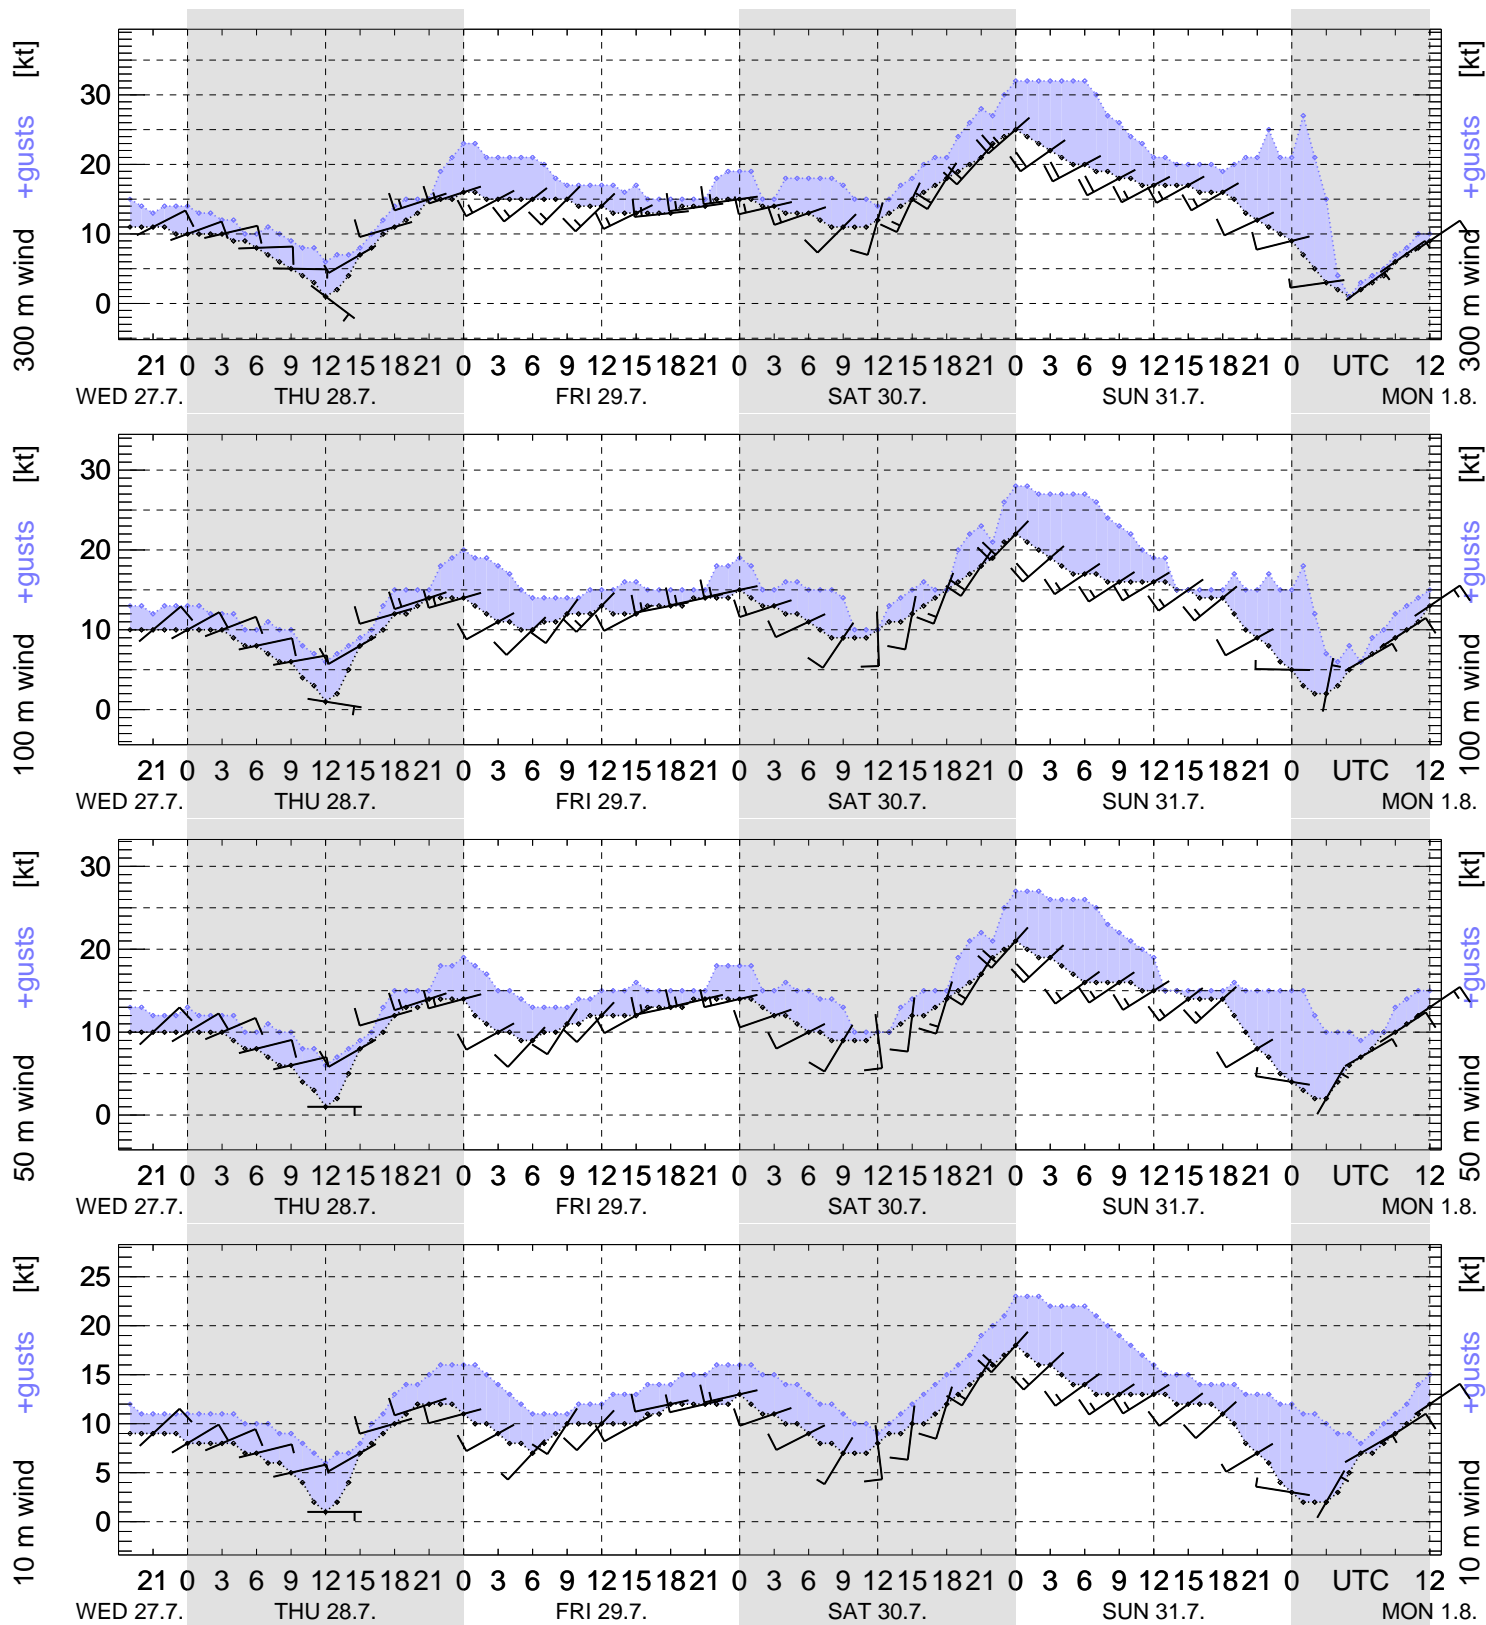 300 m wind +gusts [kt]
30
20
10
0
300 m wind +gusts [kt]
21 0 3 6 9 12 15 18 21 0 3 6 9 12 15 18 21 0 3 6 9 12 15 18 21 0 3 6 9 12 15 18 21 0 UTC 12
WED 27.7. THU 28.7. FRI 29.7. SAT 30.7. SUN 31.7. MON 1.8.
100 m wind +gusts [kt]
30
20
10
0
100 m wind +gusts [kt]
21 0 3 6 9 12 15 18 21 0 3 6 9 12 15 18 21 0 3 6 9 12 15 18 21 0 3 6 9 12 15 18 21 0 UTC 12
WED 27.7. THU 28.7. FRI 29.7. SAT 30.7. SUN 31.7. MON 1.8.
50 m wind +gusts [kt]
30
20
10
0
50 m wind +gusts [kt]
21 0 3 6 9 12 15 18 21 0 3 6 9 12 15 18 21 0 3 6 9 12 15 18 21 0 3 6 9 12 15 18 21 0 UTC 12
WED 27.7. THU 28.7. FRI 29.7. SAT 30.7. SUN 31.7. MON 1.8.
10 m wind +gusts [kt]
25
20
15
10
5
0
10 m wind +gusts [kt]
21 0 3 6 9 12 15 18 21 0 3 6 9 12 15 18 21 0 3 6 9 12 15 18 21 0 3 6 9 12 15 18 21 0 UTC 12
WED 27.7. THU 28.7. FRI 29.7. SAT 30.7. SUN 31.7. MON 1.8.